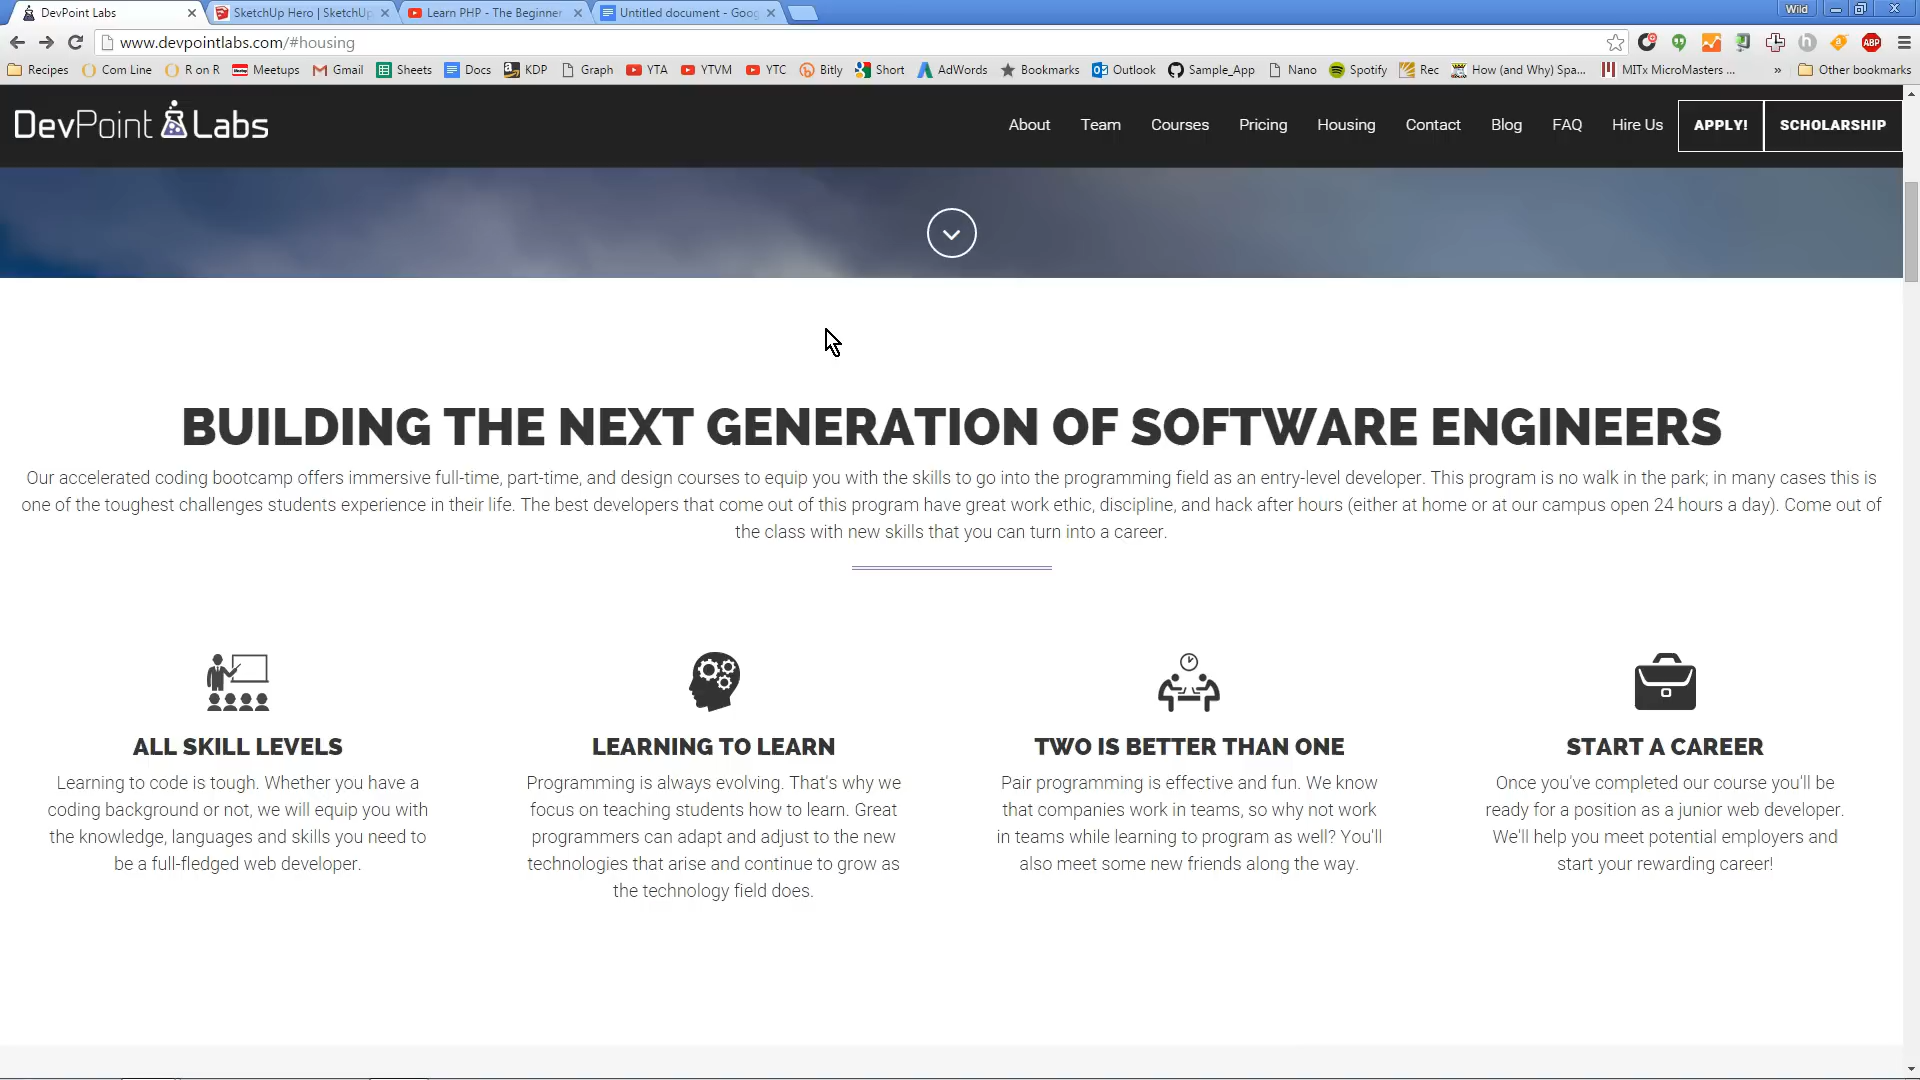 DevPoint Labs
SketchUp Hero | SketchUp
Learn PHP - The Beginner
Untitled document - Goog
Wild
www.devpointlabs.com/#housing
Recipes Com Line R on R Meetups Gmail Sheets Docs KDP Graph YTA YTVM YTC Bitly Short AdWords Bookmarks Outlook Sample_App Nano Spotify Rec How (and Why) Spa... MITx MicroMasters ... » Other bookmarks
ABP
DevPoint Labs
About Team Courses Pricing Housing Contact Blog FAQ Hire Us APPLY! SCHOLARSHIP
BUILDING THE NEXT GENERATION OF SOFTWARE ENGINEERS
Our accelerated coding bootcamp offers immersive full-time, part-time, and design courses to equip you with the skills to go into the programming field as an entry-level developer. This program is no walk in the park; in many cases this is
one of the toughest challenges students experience in their life. The best developers that come out of this program have great work ethic, discipline, and hack after hours (either at home or at our campus open 24 hours a day). Come out of
the class with new skills that you can turn into a career.
ALL SKILL LEVELS
Learning to code is tough. Whether you have a
coding background or not, we will equip you with
the knowledge, languages and skills you need to
be a full-fledged web developer.
LEARNING TO LEARN
Programming is always evolving. That's why we
focus on teaching students how to learn. Great
programmers can adapt and adjust to the new
technologies that arise and continue to grow as
the technology field does.
TWO IS BETTER THAN ONE
Pair programming is effective and fun. We know
that companies work in teams, so why not work
in teams while learning to program as well? You'll
also meet some new friends along the way.
START A CAREER
Once you've completed our course you'll be
ready for a position as a junior web developer.
We'll help you meet potential employers and
start your rewarding career!